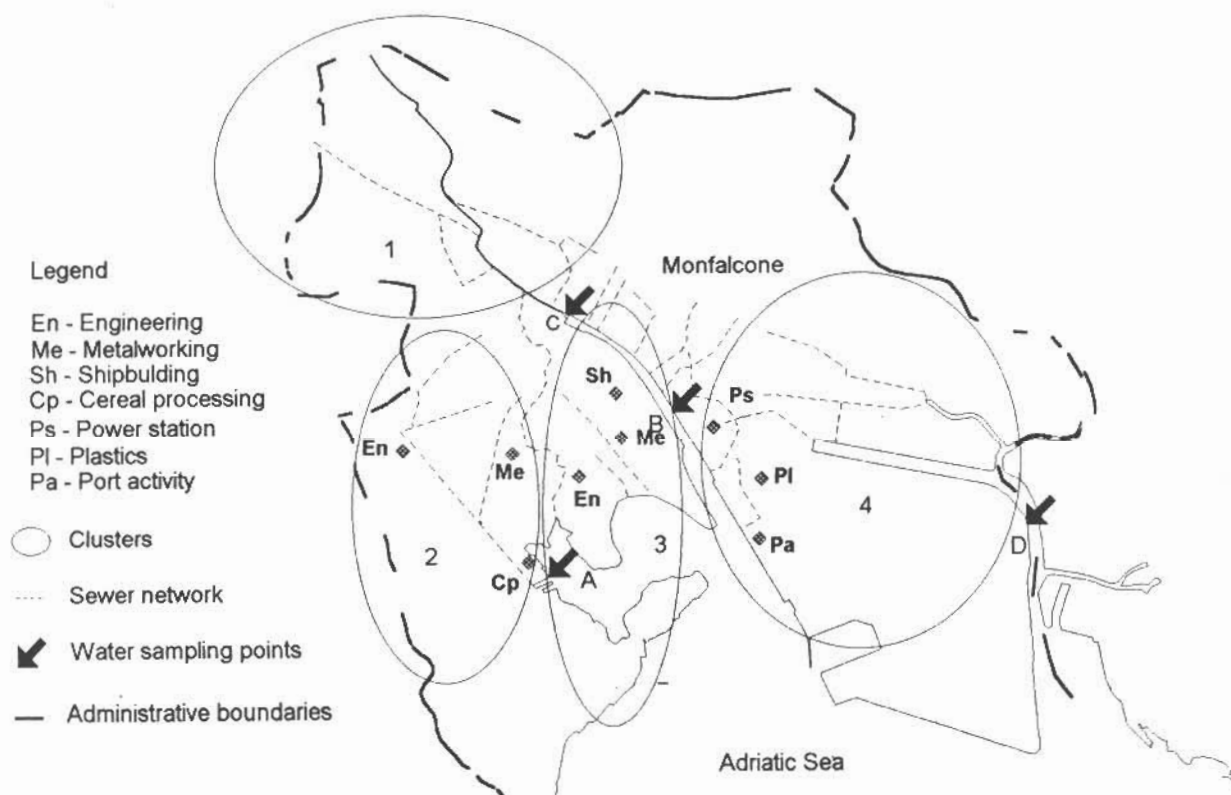 1
Monfalcone
Legend
En - Engineering
Me - Metalworking
Sh - Shipbulding
Cp - Cereal processing
Ps - Power station
Pl - Plastics
Pa - Port activity
Clusters
Sewer network
Water sampling points
Administrative boundaries
C
Sh
Ps
B
Me
En
Me
En
Pl
4
2
3
Pa
D
Cp
A
Adriatic Sea